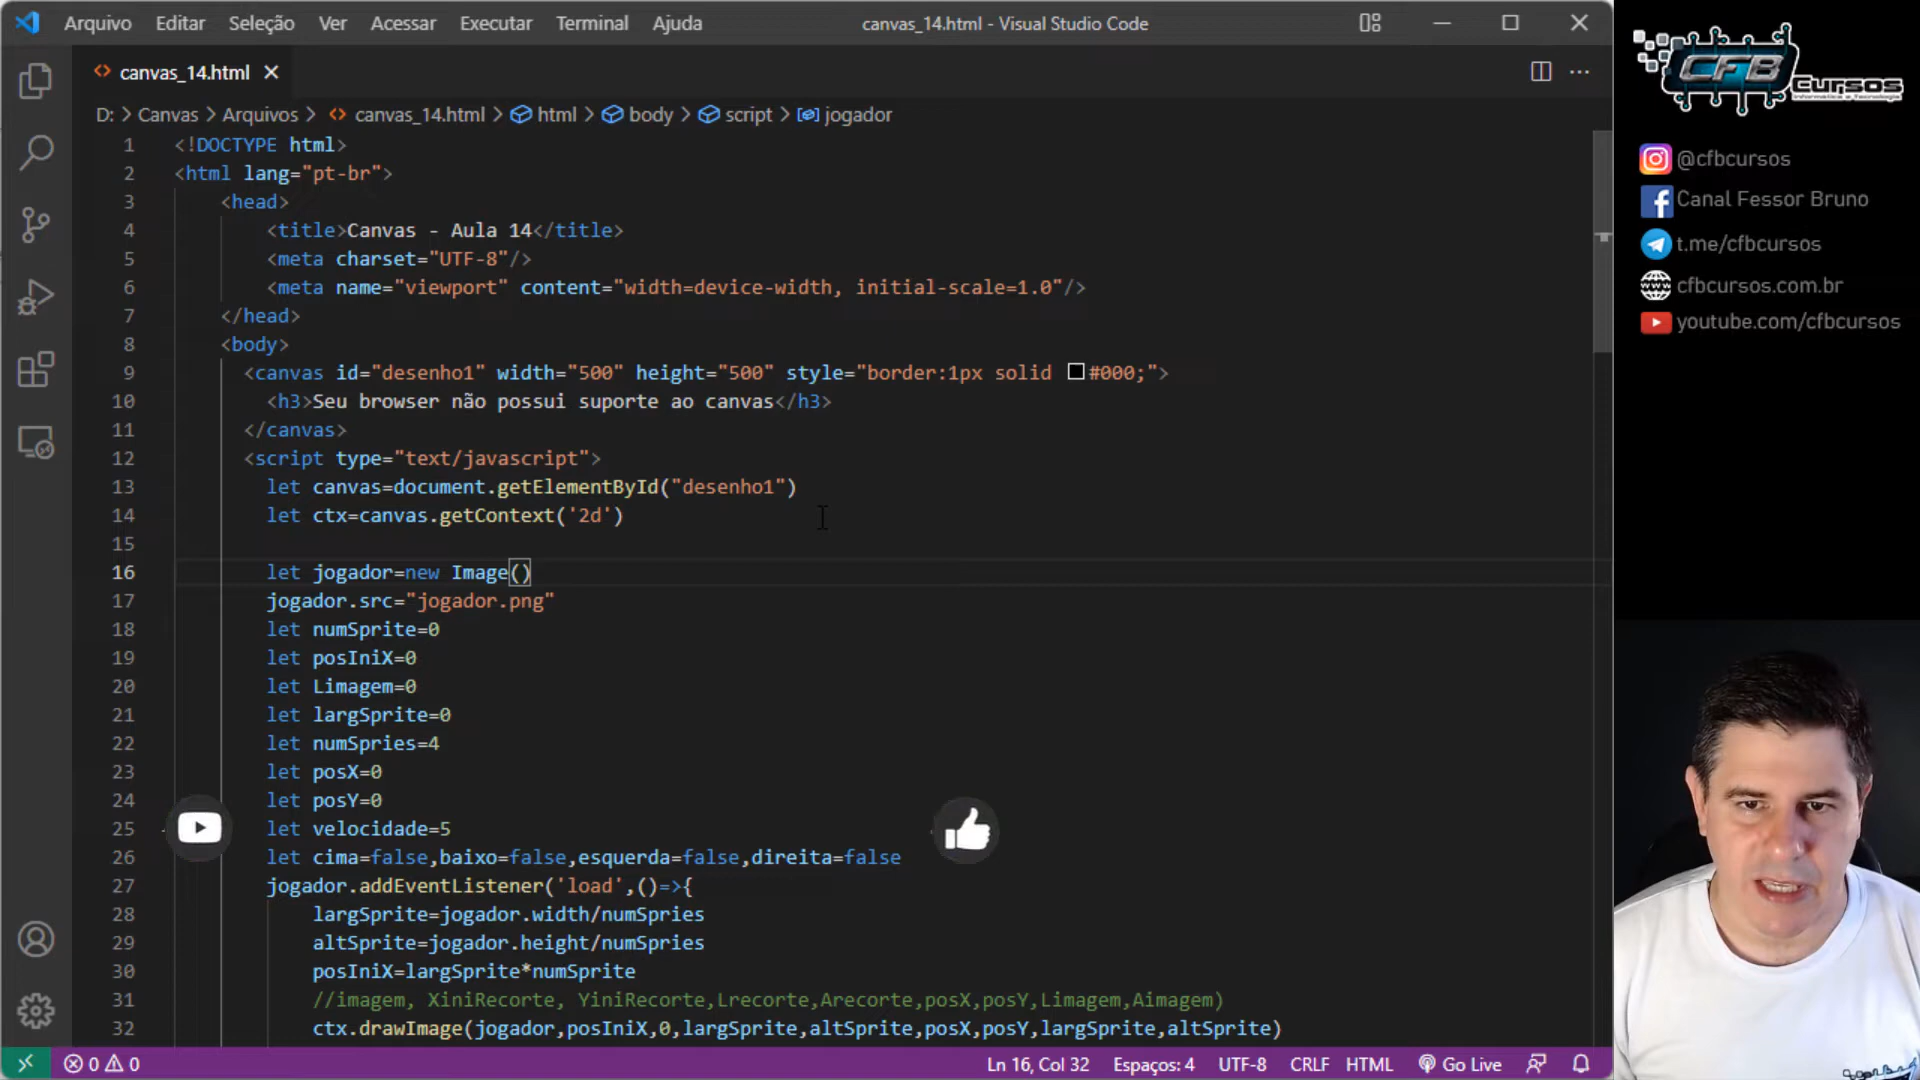 Arquivo Editar Seleção Ver Acessar Executar Terminal Ajuda canvas_14.html - Visual Studio Code
canvas_14.html
D: > Canvas > Arquivos > canvas_14.html > html > body > script > jogador
1 <!DOCTYPE html>
2 <html lang="pt-br">
3 <head>
4 <title>Canvas - Aula 14</title>
5 <meta charset="UTF-8"/>
6 <meta name="viewport" content="width=device-width, initial-scale=1.0"/>
7 </head>
8 <body>
9 <canvas id="desenho1" width="500" height="500" style="border:1px solid #000;">
10 <h3>Seu browser não possui suporte ao canvas</h3>
11 </canvas>
12 <script type="text/javascript">
13 let canvas=document.getElementById("desenho1")
14 let ctx=canvas.getContext('2d')
15
16 let jogador=new Image()
17 jogador.src="jogador.png"
18 let numSprite=0
19 let posIniX=0
20 let Limagem=0
21 let largSprite=0
22 let numSpries=4
23 let posX=0
24 let posY=0
25 let velocidade=5
26 let cima=false,baixo=false,esquerda=false,direita=false
27 jogador.addEventListener('load',()=>{
28 largSprite=jogador.width/numSpries
29 altSprite=jogador.height/numSpries
30 posIniX=largSprite*numSprite
31 //imagem, XiniRecorte, YiniRecorte,Lrecorte,Arecorte,posX,posY,Limagem,Aimagem)
32 ctx.drawImage(jogador,posIniX,0,largSprite,altSprite,posX,posY,largSprite,altSprite)
0 0 Ln 16, Col 32 Espaços: 4 UTF-8 CRLF HTML Go Live
CFB
Cursos
@cfbcursos
Canal Fessor Bruno
t.me/cfbcursos
cfbcursos.com.br
youtube.com/cfbcursos